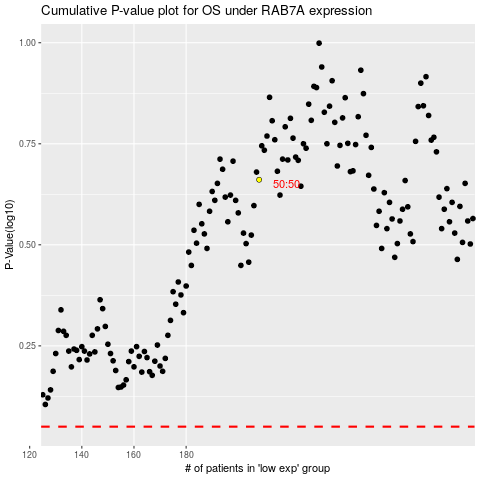 Cumulative P-value plot for OS under RAB7A expression
P-Value(log10)
1.00
0.75
0.50
0.25
50:50
120 140 160 180
# of patients in 'low exp' group